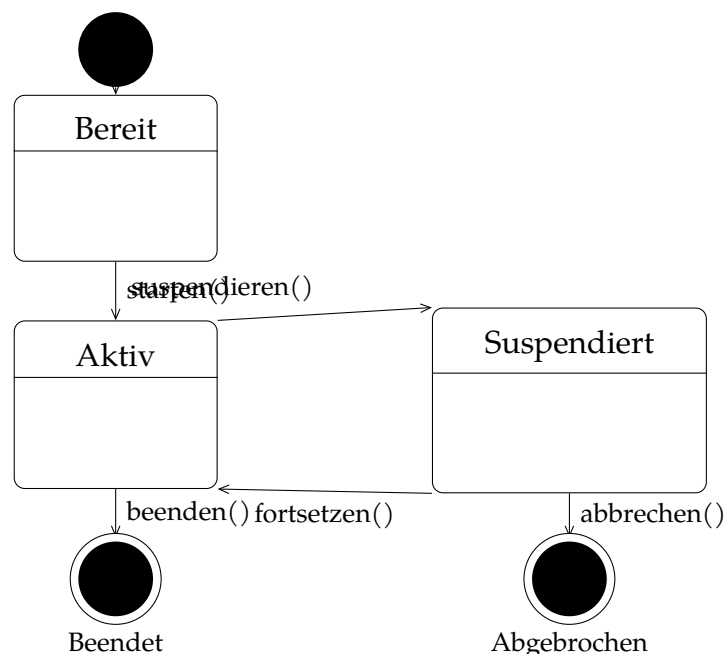 Bereit
starten()
suspendieren()
Aktiv
Suspendiert
beenden()
fortsetzen()
abbrechen()
Beendet
Abgebrochen